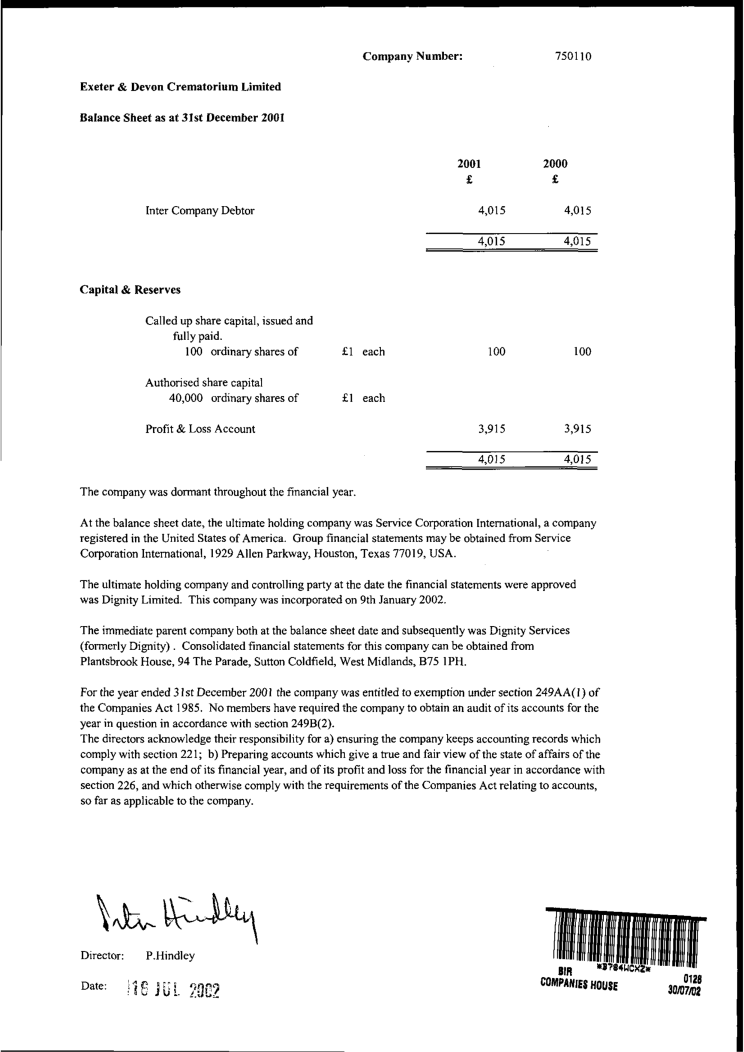 Company Number: 750110
Exeter & Devon Crematorium Limited
Balance Sheet as at 31st December 2001
2001 2000
£ £
Inter Company Debtor 4,015 4,015
4,015 4,015
Capital & Reserves
Called up share capital, issued and
fully paid.
100 ordinary shares of £1 each 100 100
Authorised share capital
40,000 ordinary shares of £1 each
Profit & Loss Account 3,915 3,915
4,015 4,015
The company was dormant throughout the financial year.
At the balance sheet date, the ultimate holding company was Service Corporation International, a company
registered in the United States of America. Group financial statements may be obtained from Service
Corporation International, 1929 Allen Parkway, Houston, Texas 77019, USA.
The ultimate holding company and controlling party at the date the financial statements were approved
was Dignity Limited. This company was incorporated on 9th January 2002.
The immediate parent company both at the balance sheet date and subsequently was Dignity Services
(formerly Dignity) . Consolidated financial statements for this company can be obtained from
Plantsbrook House, 94 The Parade, Sutton Coldfield, West Midlands, B75 1PH.
For the year ended 31st December 2001 the company was entitled to exemption under section 249AA(1) of
the Companies Act 1985. No members have required the company to obtain an audit of its accounts for the
year in question in accordance with section 249B(2).
The directors acknowledge their responsibility for a) ensuring the company keeps accounting records which
comply with section 221; b) Preparing accounts which give a true and fair view of the state of affairs of the
company as at the end of its financial year, and of its profit and loss for the financial year in accordance with
section 226, and which otherwise comply with the requirements of the Companies Act relating to accounts,
so far as applicable to the company.
Peter Hindley
Director: P.Hindley
Date: 16 JUL 2002
*B784WCXZ*
BIR 0128
COMPANIES HOUSE 30/07/02